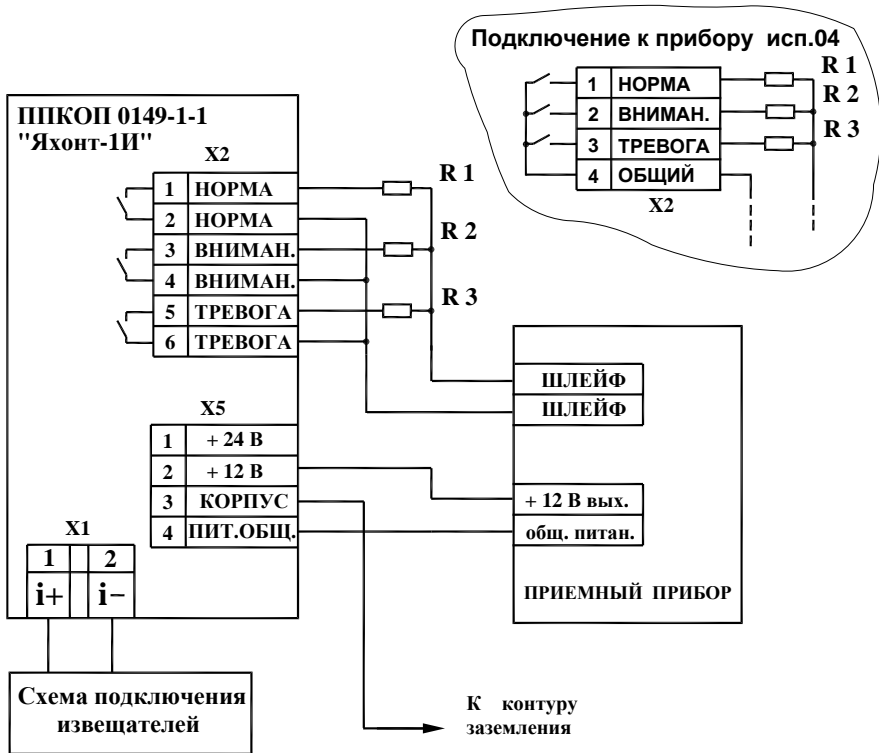 Подключение к прибору исп.04
1 НОРМА
2 ВНИМАН.
3 ТРЕВОГА
4 ОБЩИЙ
X2
R 1
R 2
R 3
ППКОП 0149-1-1
"Яхонт-1И"
X2
1 НОРМА
2 НОРМА
3 ВНИМАН.
4 ВНИМАН.
5 ТРЕВОГА
6 ТРЕВОГА
R 1
R 2
R 3
X5
1 + 24 В
2 + 12 В
3 КОРПУС
4 ПИТ.ОБЩ.
X1
1 2
i+ i−
ШЛЕЙФ
ШЛЕЙФ
+ 12 В вых.
общ. питан.
ПРИЕМНЫЙ ПРИБОР
Схема подключения
извещателей
К контуру
заземления